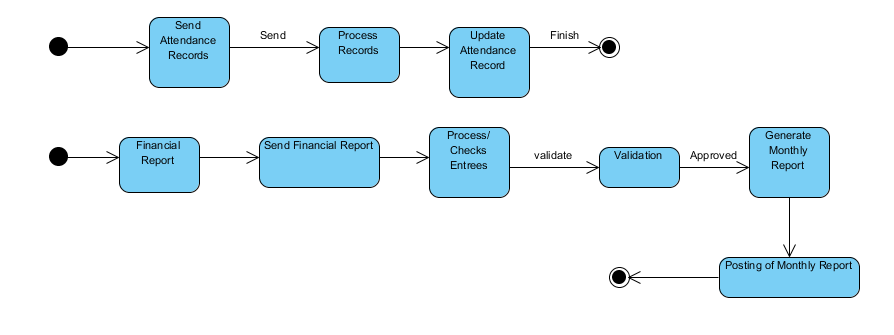 Send
Attendance
Records
Send
Process
Records
Update
Attendance
Record
Finish
Financial
Report
Send Financial Report
Process/
Checks
Entrees
validate
Validation
Approved
Generate
Monthly
Report
Posting of Monthly Report